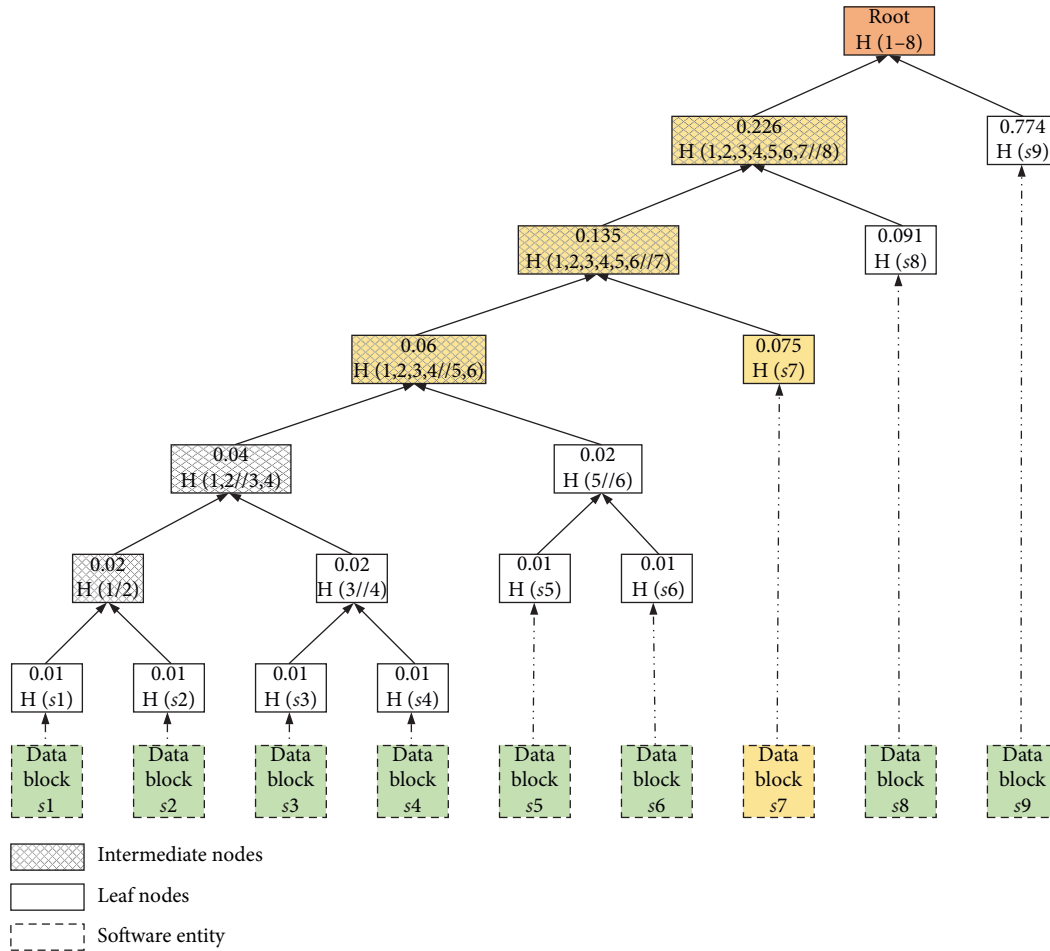 Root
H (1–8)
0.226
H (1,2,3,4,5,6,7//8)
0.774
H (s9)
0.135
H (1,2,3,4,5,6//7)
0.091
H (s8)
0.06
H (1,2,3,4//5,6)
0.075
H (s7)
0.04
H (1,2//3,4)
0.02
H (5//6)
0.02
H (1/2)
0.02
H (3//4)
0.01
H (s5)
0.01
H (s6)
0.01
H (s1)
0.01
H (s2)
0.01
H (s3)
0.01
H (s4)
Data
block
s1
Data
block
s2
Data
block
s3
Data
block
s4
Data
block
s5
Data
block
s6
Data
block
s7
Data
block
s8
Data
block
s9
Intermediate nodes
Leaf nodes
Software entity